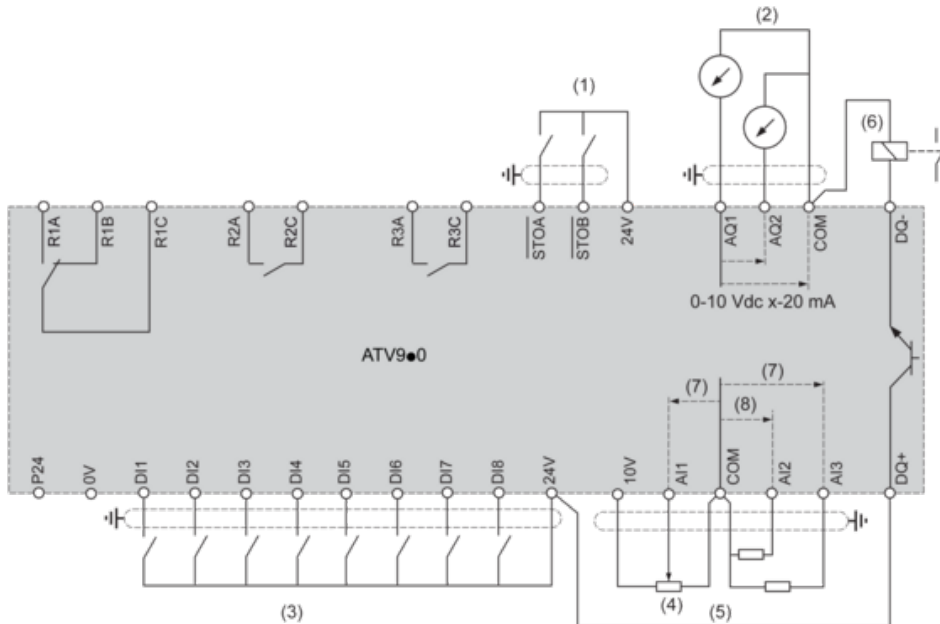 (2)
(1)
(6)
R1A
R1B
R1C
R2A
R2C
R3A
R3C
STOA
STOB
24V
AQ1
AQ2
COM
DQ-
0-10 Vdc x-20 mA
ATV9●0
(7)
(7)
(8)
P24
0V
DI1
DI2
DI3
DI4
DI5
DI6
DI7
DI8
24V
10V
AI1
COM
AI2
AI3
DQ+
(3)
(4)
(5)